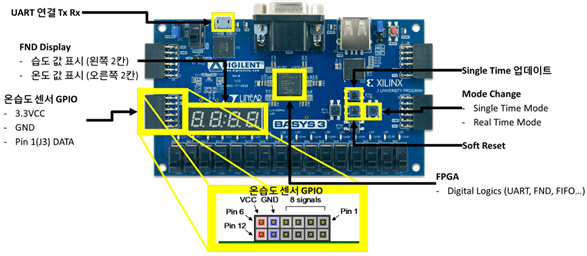 UART 연결 Tx Rx
FND Display
- 습도 값 표시 (왼쪽 2칸)
- 온도 값 표시 (오른쪽 2칸)
온습도 센서 GPIO
- 3.3VCC
- GND
- Pin 1(J3) DATA
DIGILENT
LINEAR
BASYS 3
XILINX
UNIVERSITY PROGRAM
Single Time 업데이트
Mode Change
- Single Time Mode
- Real Time Mode
Soft Reset
FPGA
- Digital Logics (UART, FND, FIFO...)
온습도 센서 GPIO
VCC GND 8 signals
Pin 6
Pin 1
Pin 12